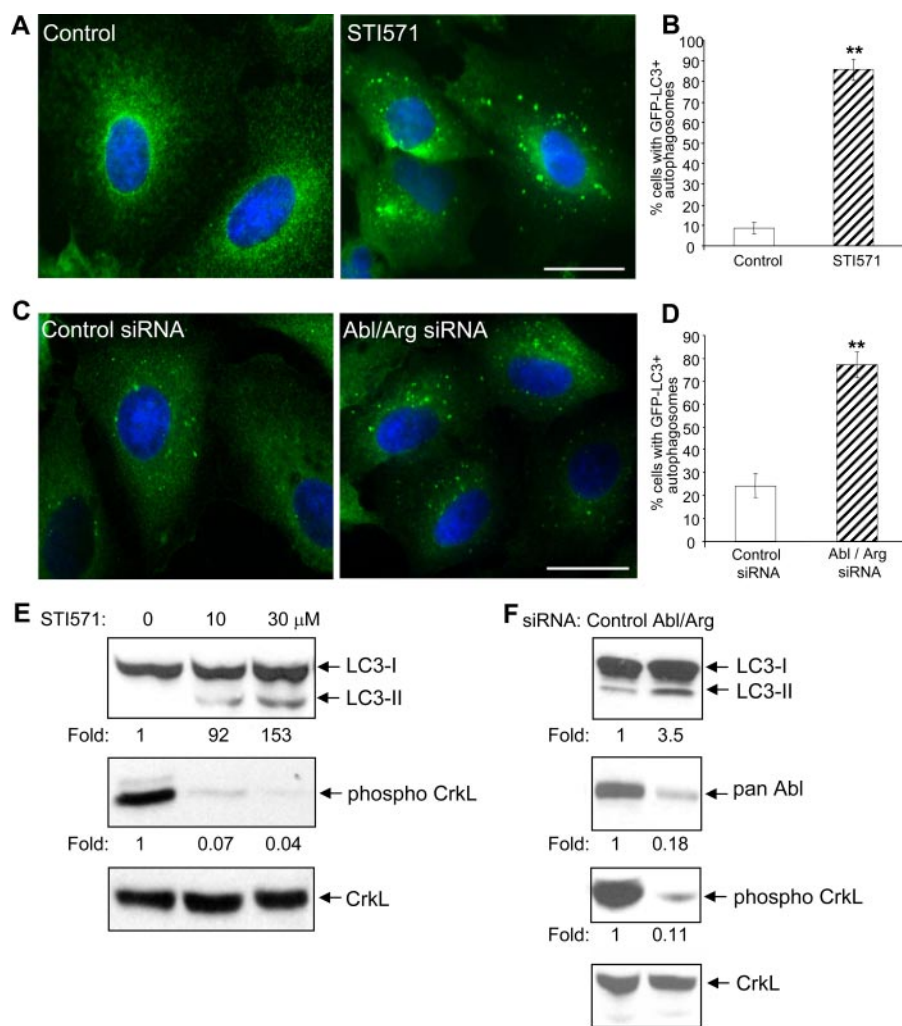 A
Control
STI571
B
% cells with GFP-LC3+
autophagosomes
100
90
80
70
60
50
40
30
20
10
0
**
Control
STI571
C
Control siRNA
Abl/Arg siRNA
D
% cells with GFP-LC3+
autophagosomes
90
80
70
60
50
40
30
20
10
0
**
Control
siRNA
Abl / Arg
siRNA
E
STI571: 0 10 30 μM
LC3-I
LC3-II
Fold: 1 92 153
phospho CrkL
Fold: 1 0.07 0.04
CrkL
F siRNA: Control Abl/Arg
LC3-I
LC3-II
Fold: 1 3.5
pan Abl
Fold: 1 0.18
phospho CrkL
Fold: 1 0.11
CrkL